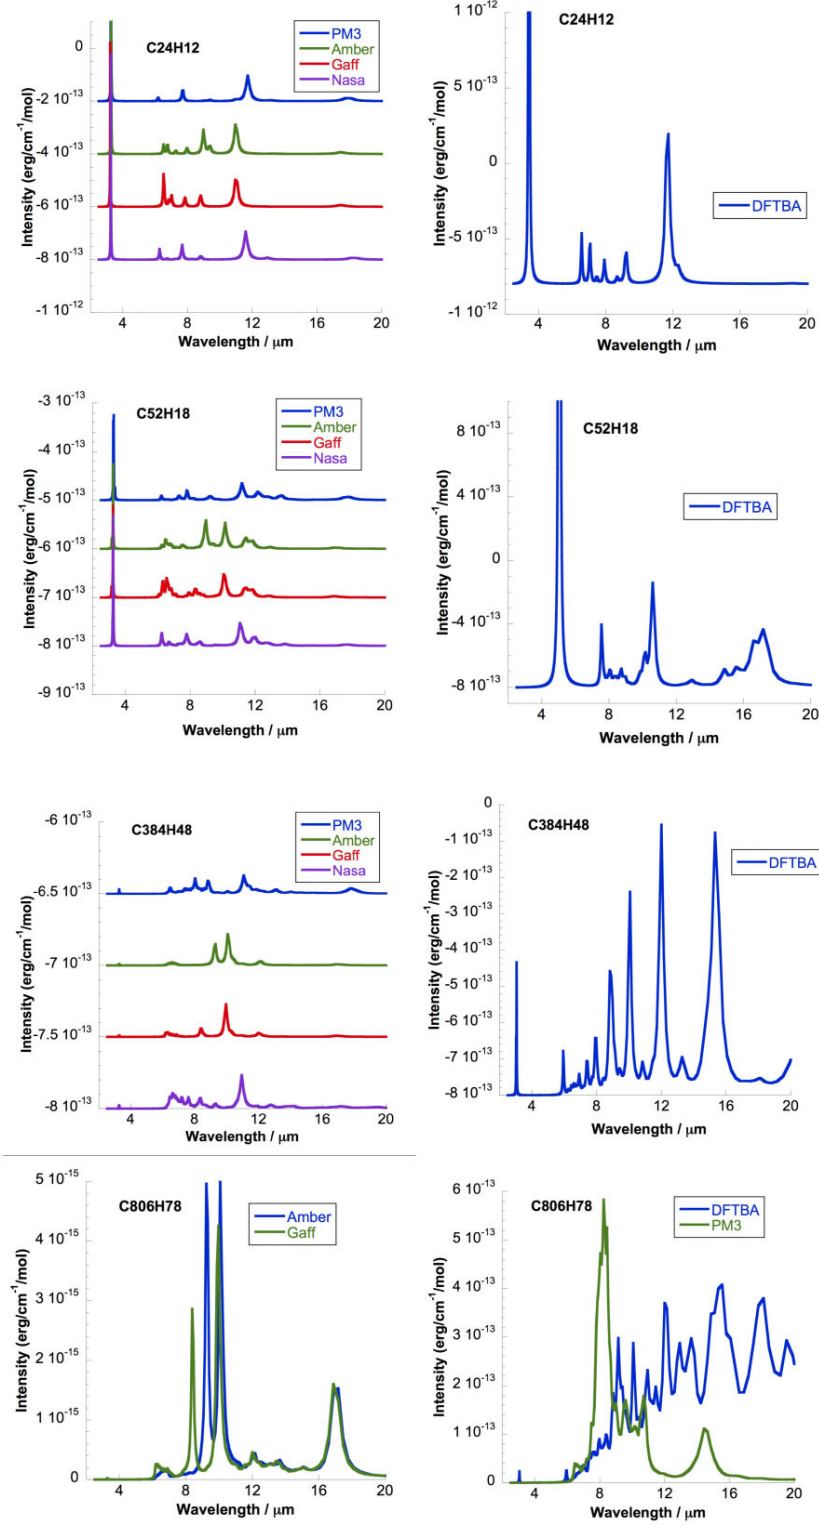 C24H12
PM3
Amber
Gaff
Nasa
0
-2 10-13
-4 10-13
-6 10-13
-8 10-13
-1 10-12
Intensity (erg/cm-1/mol)
4
8
12
16
20
Wavelength / μm
C24H12
DFTBA
1 10-12
5 10-13
0
-5 10-13
-1 10-12
Intensity (erg/cm-1/mol)
4
8
12
16
20
Wavelength / μm
C52H18
PM3
Amber
Gaff
Nasa
-3 10-13
-4 10-13
-5 10-13
-6 10-13
-7 10-13
-8 10-13
-9 10-13
Intensity (erg/cm-1/mol)
4
8
12
16
20
Wavelength / μm
C52H18
DFTBA
8 10-13
4 10-13
0
-4 10-13
-8 10-13
Intensity (erg/cm-1/mol)
4
8
12
16
20
Wavelength / μm
C384H48
PM3
Amber
Gaff
Nasa
-6 10-13
-6.5 10-13
-7 10-13
-7.5 10-13
-8 10-13
Intensity (erg/cm-1/mol)
4
8
12
16
20
Wavelength / μm
C384H48
DFTBA
0
-1 10-13
-2 10-13
-3 10-13
-4 10-13
-5 10-13
-6 10-13
-7 10-13
-8 10-13
Intensity (erg/cm-1/mol)
4
8
12
16
20
Wavelength / μm
C806H78
Amber
Gaff
5 10-15
4 10-15
3 10-15
2 10-15
1 10-15
0
Intensity (erg/cm-1/mol)
4
8
12
16
20
Wavelength / μm
C806H78
DFTBA
PM3
6 10-13
5 10-13
4 10-13
3 10-13
2 10-13
1 10-13
0
Intensity (erg/cm-1/mol)
4
8
12
16
20
Wavelength / μm